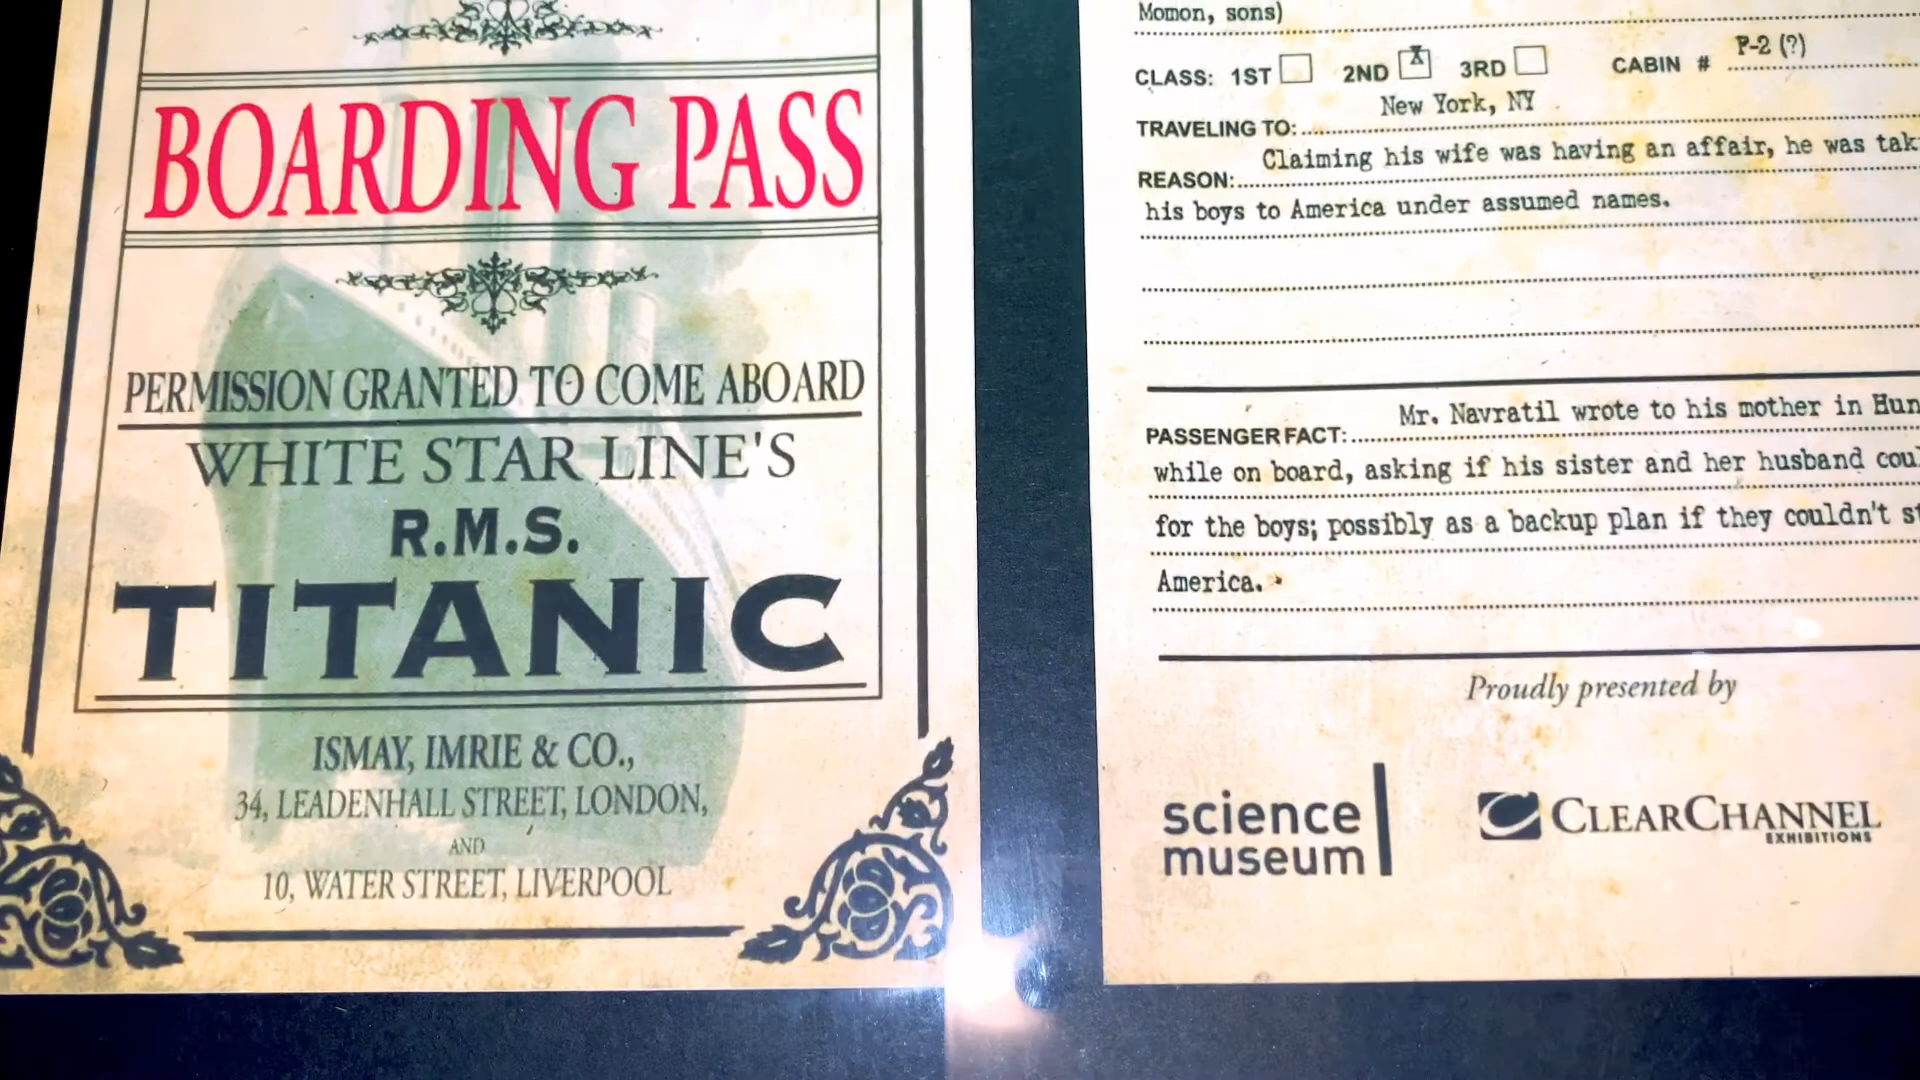 BOARDING PASS
PERMISSION GRANTED TO COME ABOARD
WHITE STAR LINE'S
R.M.S.
TITANIC
ISMAY, IMRIE & CO.,
34, LEADENHALL STREET, LONDON,
AND
10, WATER STREET, LIVERPOOL
Momon, sons)
CLASS: 1ST 2ND X 3RD CABIN # F-2 (?)
New York, NY
TRAVELING TO:
Claiming his wife was having an affair, he was tak
REASON:
his boys to America under assumed names.
Mr. Navratil wrote to his mother in Hun
PASSENGER FACT:
while on board, asking if his sister and her husband coul
for the boys; possibly as a backup plan if they couldn't st
America.
Proudly presented by
science
museum
CLEARCHANNEL
EXHIBITIONS